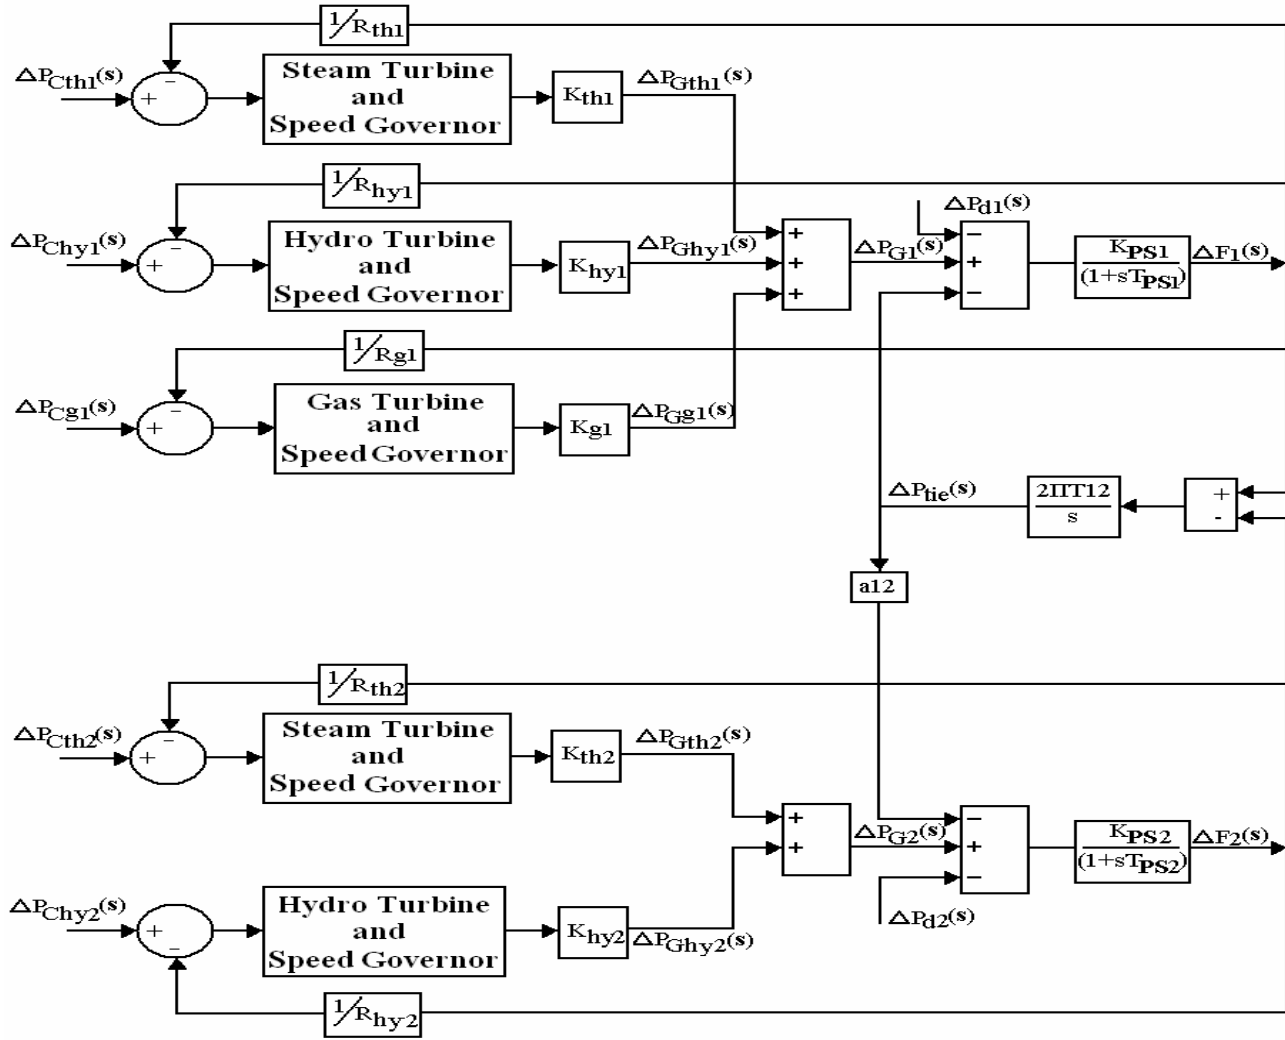 1/Rth1
ΔPCth1(s)
+
-
Steam Turbine
and
Speed Governor
Kth1
ΔPGth1(s)
1/Rhy1
ΔPChy1(s)
+
-
Hydro Turbine
and
Speed Governor
Khy1
ΔPGhy1(s)
+
+
+
ΔPG1(s)
ΔPd1(s)
-
+
-
KPS1
(1+sTPS1)
ΔF1(s)
1/Rg1
ΔPCg1(s)
+
-
Gas Turbine
and
Speed Governor
Kg1
ΔPGg1(s)
ΔPtie(s)
2ΠT12
s
+
-
a12
1/Rth2
ΔPCth2(s)
+
-
Steam Turbine
and
Speed Governor
Kth2
ΔPGth2(s)
+
+
ΔPG2(s)
-
+
-
KPS2
(1+sTPS2)
ΔF2(s)
ΔPd2(s)
ΔPChy2(s)
+
-
Hydro Turbine
and
Speed Governor
Khy2
ΔPGhy2(s)
1/Rhy2